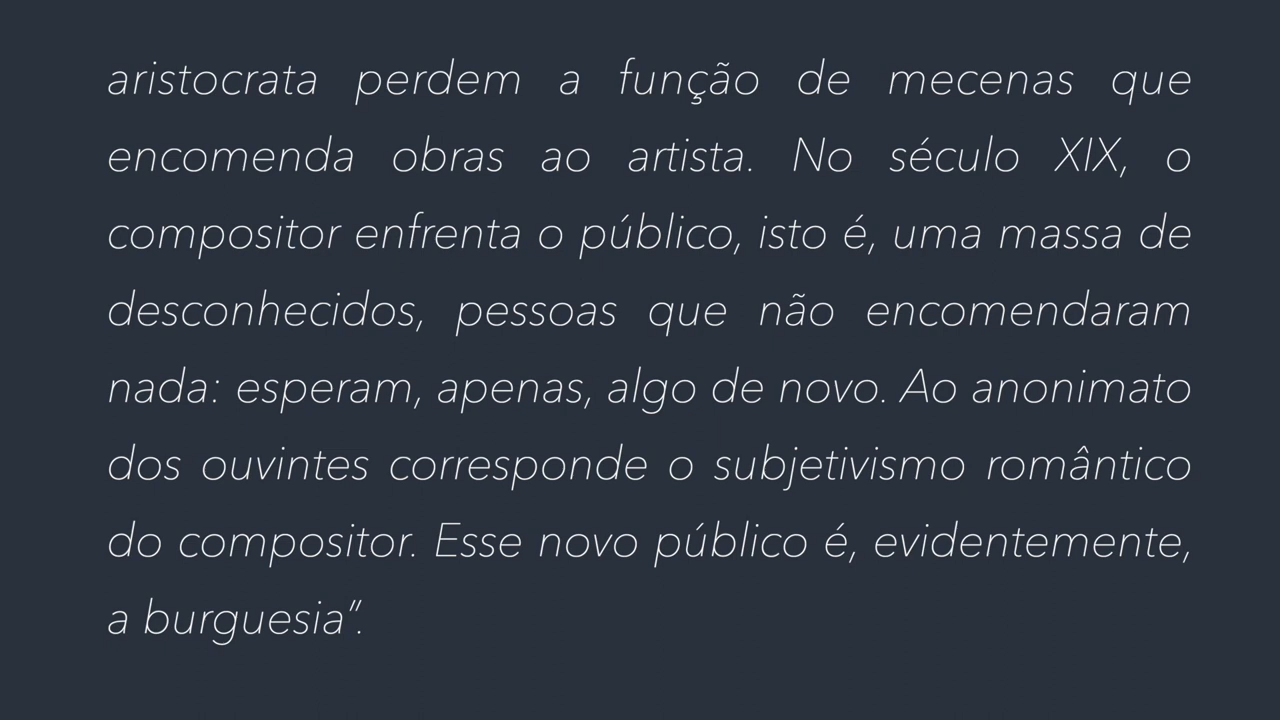 aristocrata perdem a função de mecenas que
encomenda obras ao artista. No século XIX, o
compositor enfrenta o público, isto é, uma massa de
desconhecidos, pessoas que não encomendaram
nada: esperam, apenas, algo de novo. Ao anonimato
dos ouvintes corresponde o subjetivismo romântico
do compositor. Esse novo público é, evidentemente,
a burguesia”.